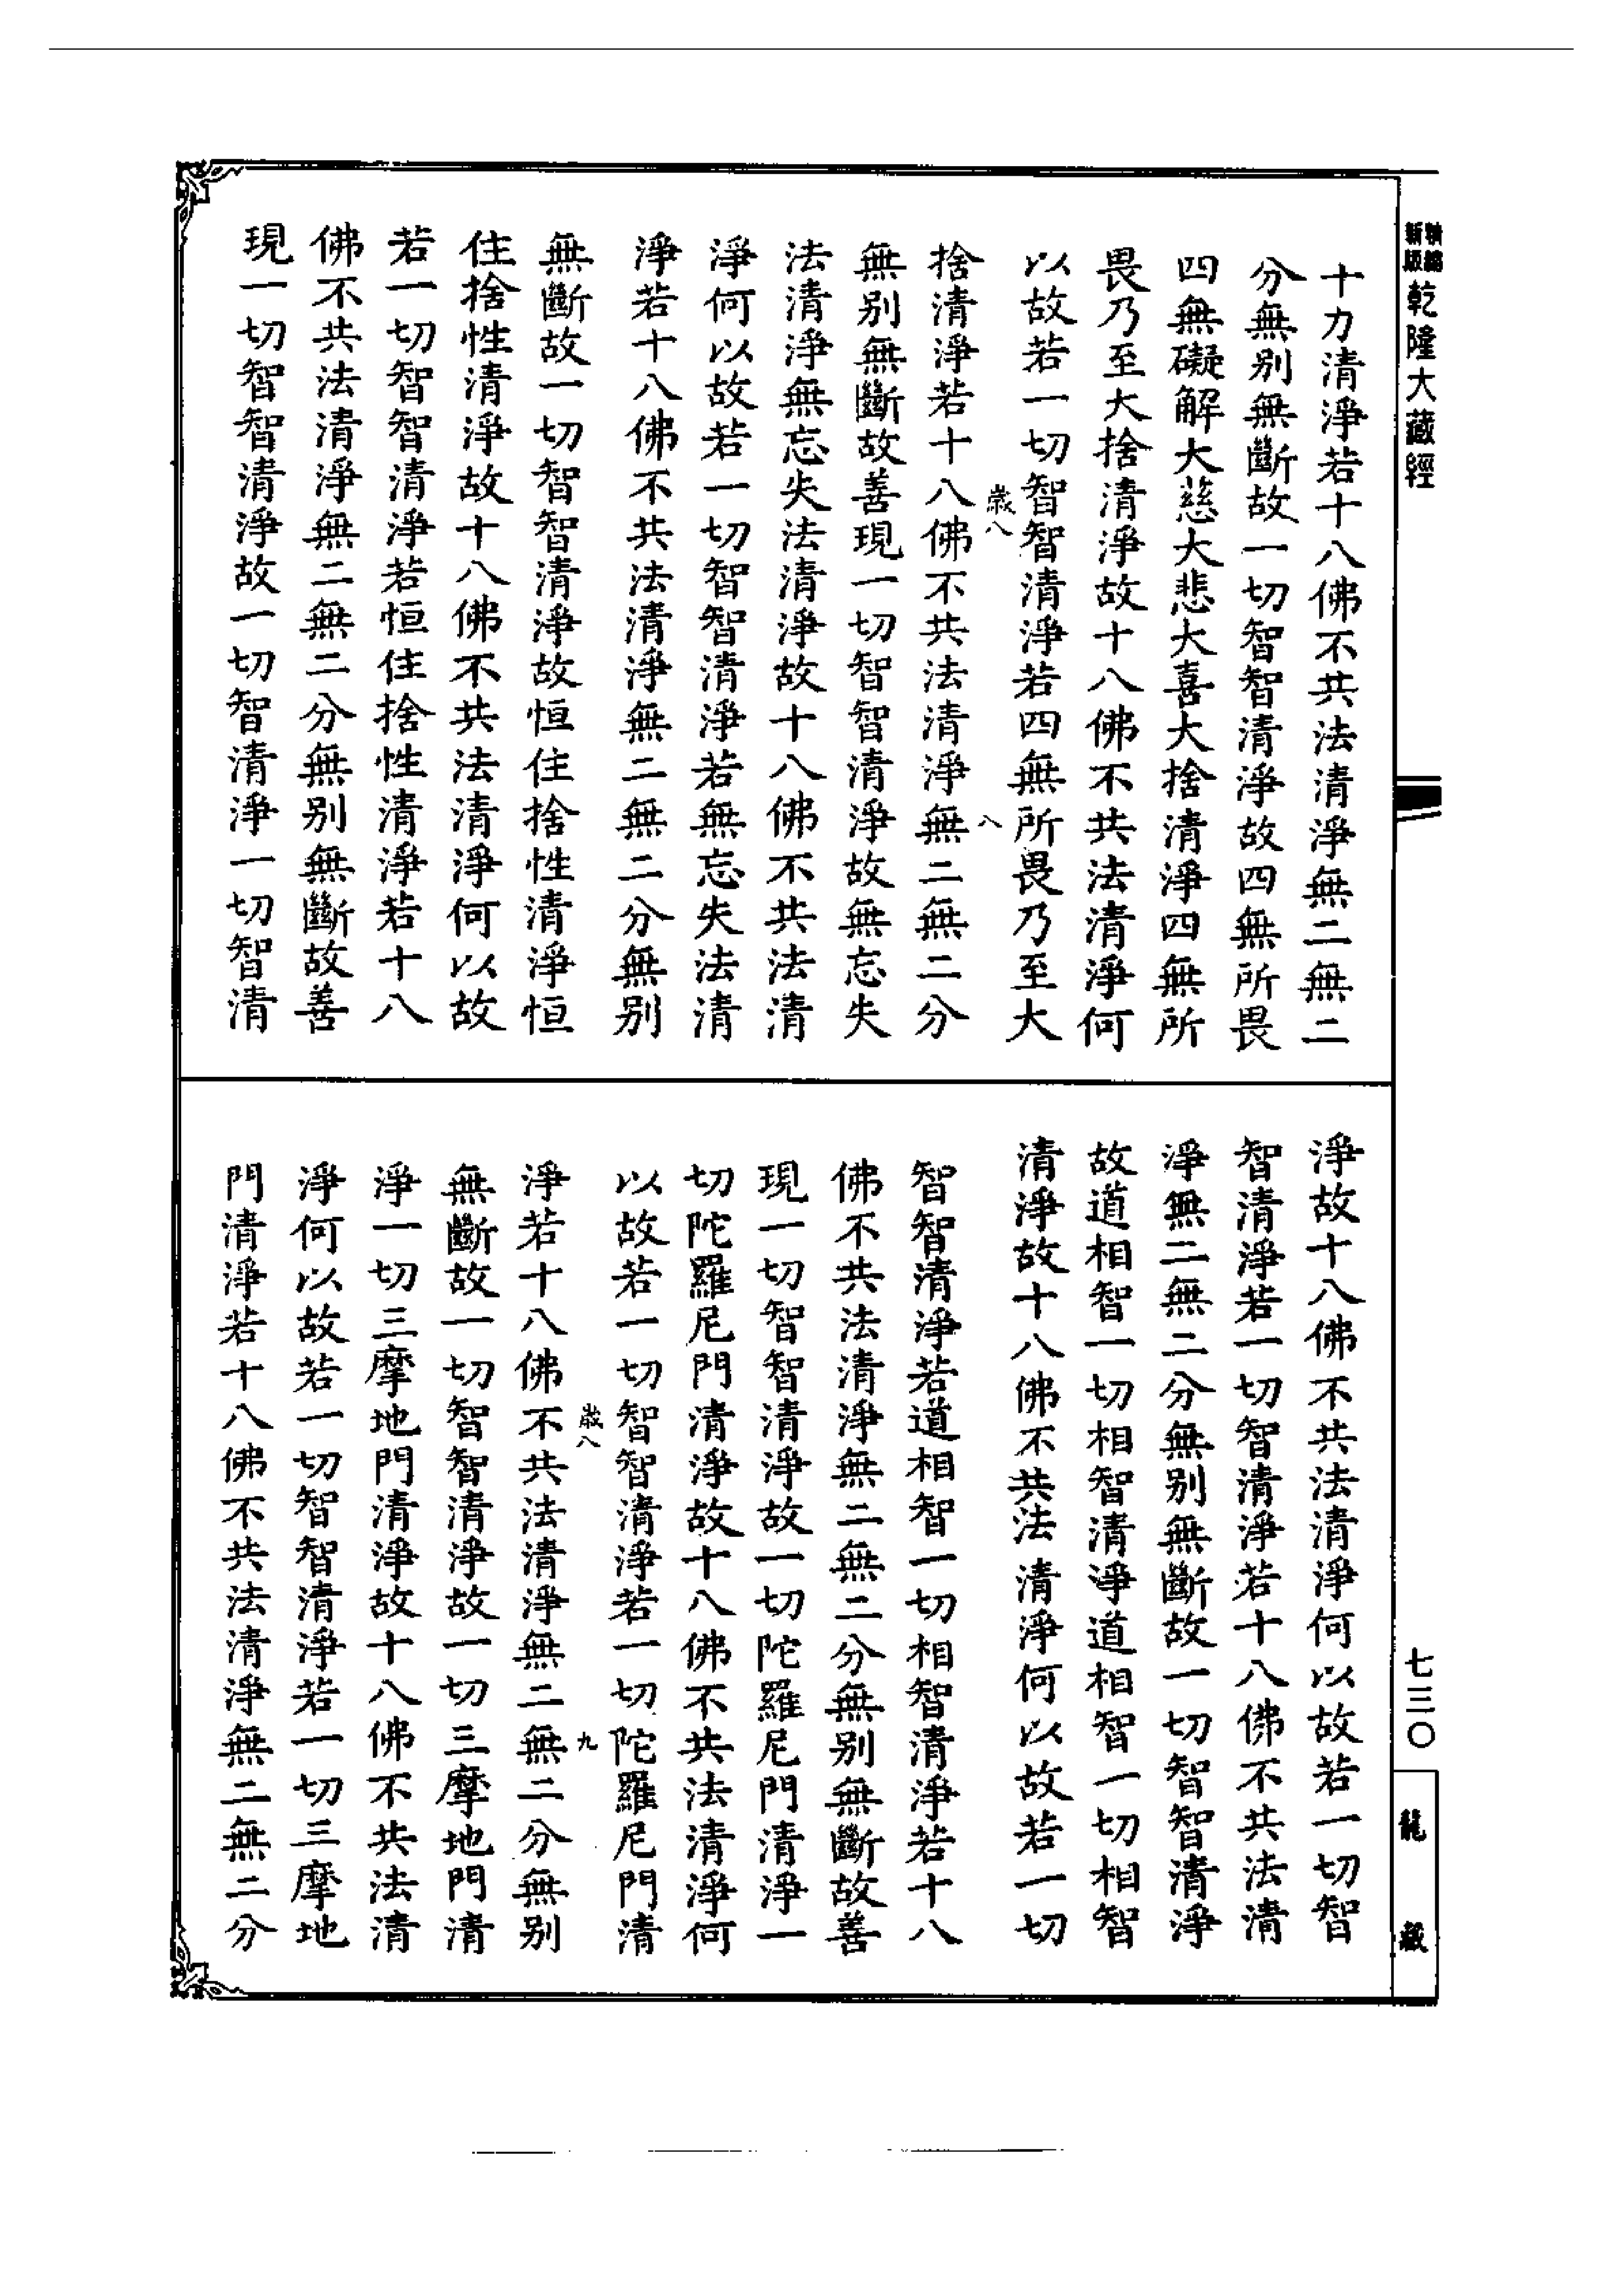 新版
精縮
乾隆大藏經
七三〇
龍藏
十力清淨若十八佛不共法清淨無二無二
分無別無斷故一切智智清淨故四無所畏
四無礙解大慈大悲大喜大捨清淨四無所
畏乃至大捨清淨故十八佛不共法清淨何
以故若一切智智清淨若四無所畏乃至大
歲八
八
捨清淨若十八佛不共法清淨無二無二分
無別無斷故善現一切智智清淨故無忘失
法清淨無忘失法清淨故十八佛不共法清
淨何以故若一切智智清淨若無忘失法清
淨若十八佛不共法清淨無二無二分無別
無斷故一切智智清淨故恒住捨性清淨恒
住捨性清淨故十八佛不共法清淨何以故
若一切智智清淨若恒住捨性清淨若十八
佛不共法清淨無二無二分無別無斷故善
現一切智智清淨故一切智清淨一切智清
淨故十八佛不共法清淨何以故若一切智
智清淨若一切智清淨若十八佛不共法清
淨無二無二分無別無斷故一切智智清淨
故道相智一切相智清淨道相智一切相智
清淨故十八佛不共法清淨何以故若一切
智智清淨若道相智一切相智清淨若十八
佛不共法清淨無二無二分無別無斷故善
現一切智智清淨故一切陀羅尼門清淨一
切陀羅尼門清淨故十八佛不共法清淨何
以故若一切智智清淨若一切陀羅尼門清
歲八
九
淨若十八佛不共法清淨無二無二分無別
無斷故一切智智清淨故一切三摩地門清
淨一切三摩地門清淨故十八佛不共法清
淨何以故若一切智智清淨若一切三摩地
門清淨若十八佛不共法清淨無二無二分